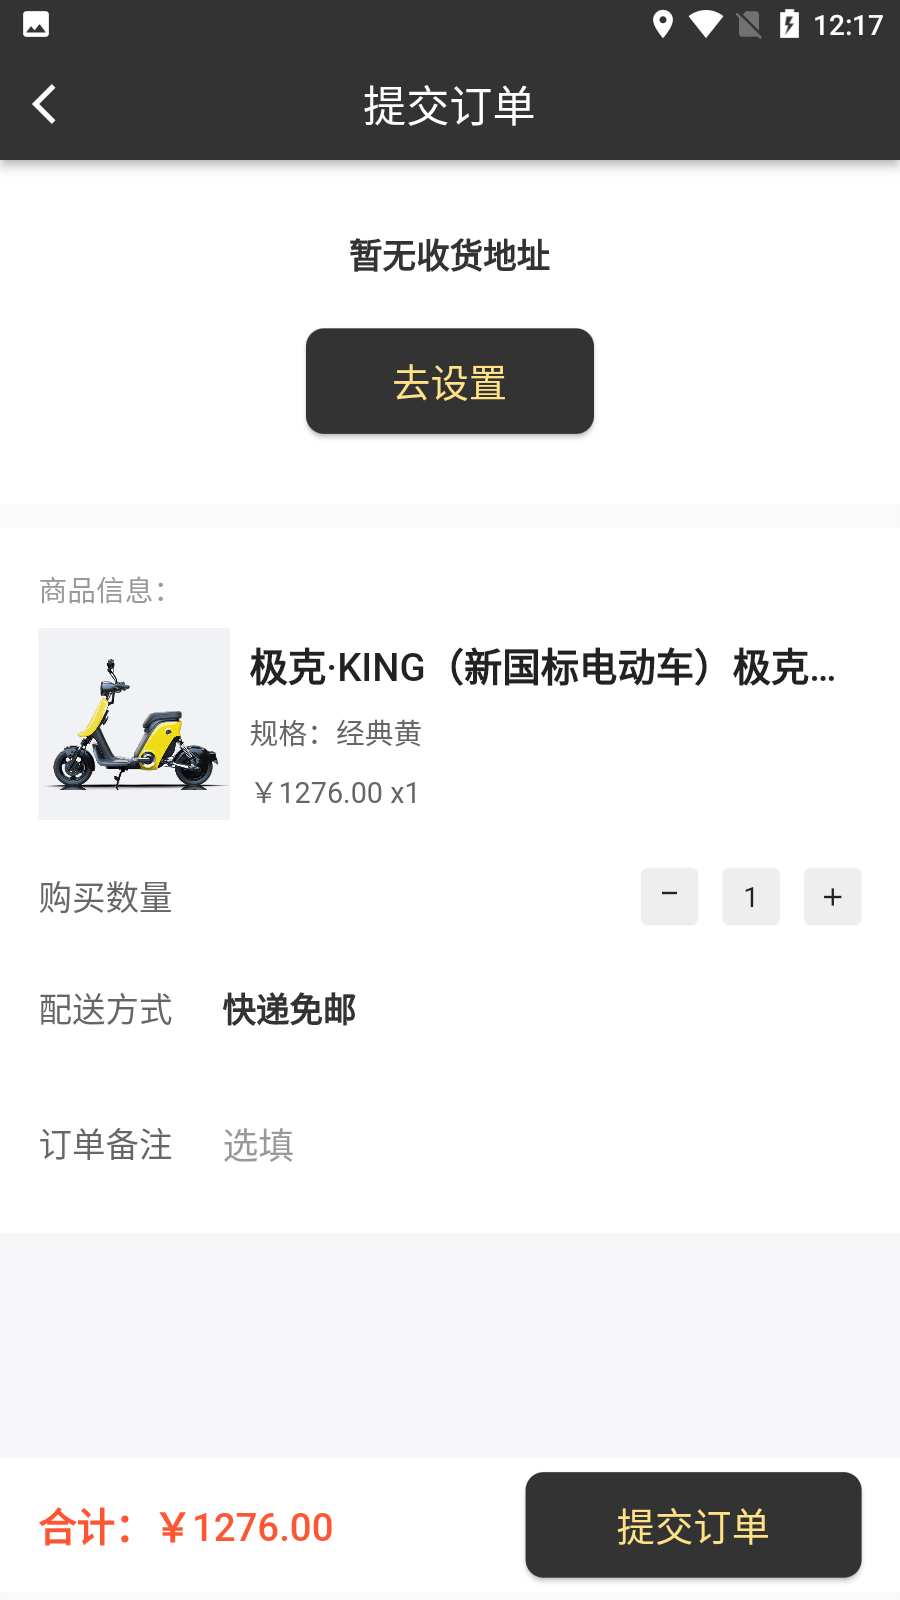 12:17
提交订单
暂无收货地址
去设置
商品信息：
极克·KING（新国标电动车）极克...
规格：经典黄
￥1276.00 x1
购买数量
− 1 +
配送方式 快递免邮
订单备注 选填
合计：￥1276.00
提交订单